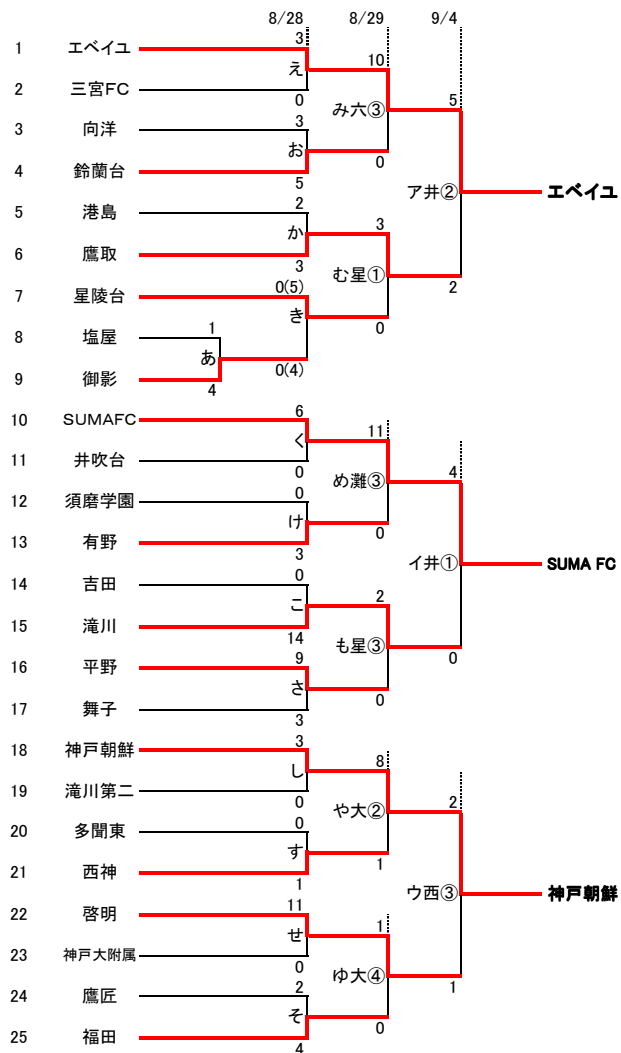 8/28 8/29 9/4
3
1 エベイユ
え 10
2 三宮FC
0
み六③ 5
3 向洋 3
お
4 鈴蘭台 0
5
ア井② エベイユ
5 港島 2
か 3
6 鷹取
3
む星①
7 星陵台 0(5) 2
き 0
8 塩屋 1
あ 0(4)
9 御影 4
10 SUMAFC 6
く 11
11 井吹台 0
め灘③ 4
12 須磨学園 0
け 0
13 有野 3
イ井① SUMA FC
14 吉田 0
こ 2
15 滝川 14
も星③ 0
16 平野 9
さ 0
17 舞子 3
18 神戸朝鮮 3
し 8
19 滝川第二 0
や大② 2
20 多聞東 0
す 1
21 西神 1
ウ西③ 神戸朝鮮
22 啓明 11
せ 1
23 神戸大附属 0
ゆ大④ 1
24 鷹匠 2
そ 0
25 福田 4